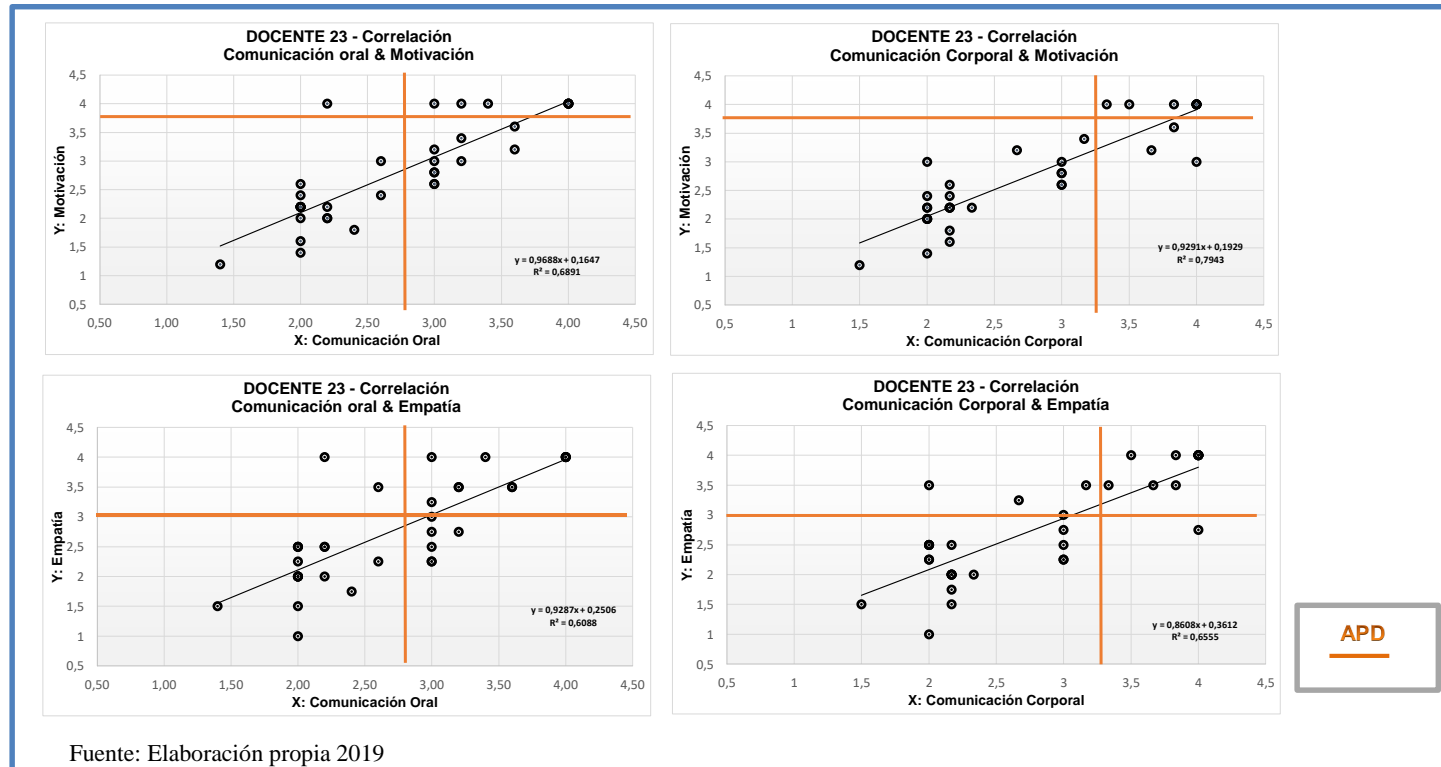 DOCENTE 23 - Correlación
Comunicación oral & Motivación
4,5
4
3,5
3
2,5
2
1,5
1
0,5
0,50 1,00 1,50 2,00 2,50 3,00 3,50 4,00 4,50
Y: Motivación
X: Comunicación Oral
y = 0,9688x + 0,1647
R² = 0,6891
DOCENTE 23 - Correlación
Comunicación Corporal & Motivación
4,5
4
3,5
3
2,5
2
1,5
1
0,5
0,50 1 1,5 2 2,5 3 3,5 4 4,5
Y: Motivación
X: Comunicación Corporal
y = 0,9291x + 0,1929
R² = 0,7943
DOCENTE 23 - Correlación
Comunicación oral & Empatía
4,5
4
3,5
3
2,5
2
1,5
1
0,5
0,50 1,00 1,50 2,00 2,50 3,00 3,50 4,00 4,50
Y: Empatía
X: Comunicación Oral
y = 0,9287x + 0,2506
R² = 0,6088
DOCENTE 23 - Correlación
Comunicación Corporal & Empatía
4,5
4
3,5
3
2,5
2
1,5
1
0,5
0,5 1 1,5 2 2,5 3 3,5 4 4,5
Y: Empatía
X: Comunicación Corporal
y = 0,8608x + 0,3612
R² = 0,6555
APD
Fuente: Elaboración propia 2019